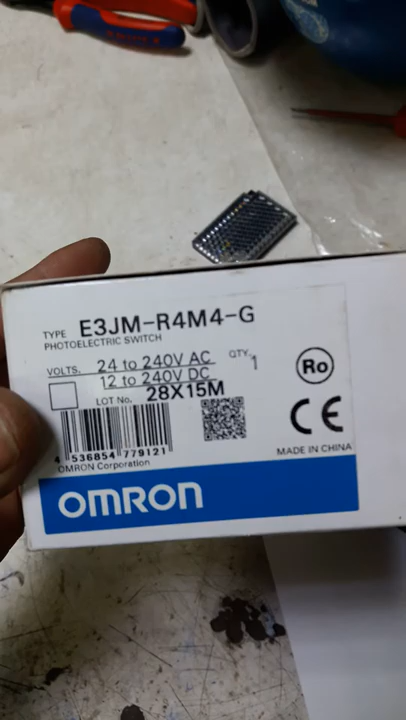 TYPE E3JM-R4M4-G
PHOTOELECTRIC SWITCH
VOLTS. 24 to 240V AC QTY. 1
12 to 240V DC
LOT No. 28X15M
Ro
4 536854 779121
OMRON Corporation
MADE IN CHINA
OMRON